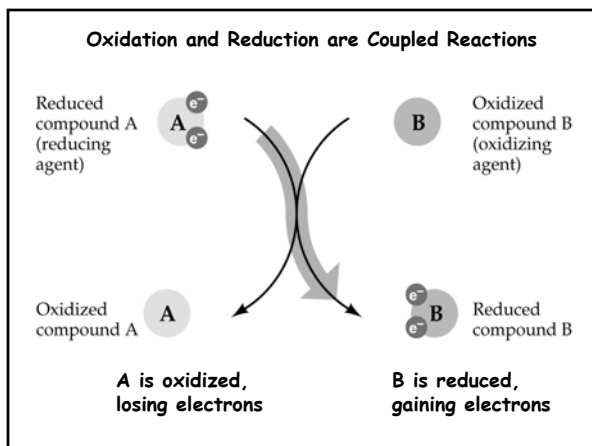 Oxidation and Reduction are Coupled Reactions
Reduced
compound A
(reducing
agent)
e⁻
A
e⁻
B
Oxidized
compound B
(oxidizing
agent)
Oxidized
compound A
A
e⁻
e⁻
B
Reduced
compound B
A is oxidized,
losing electrons
B is reduced,
gaining electrons